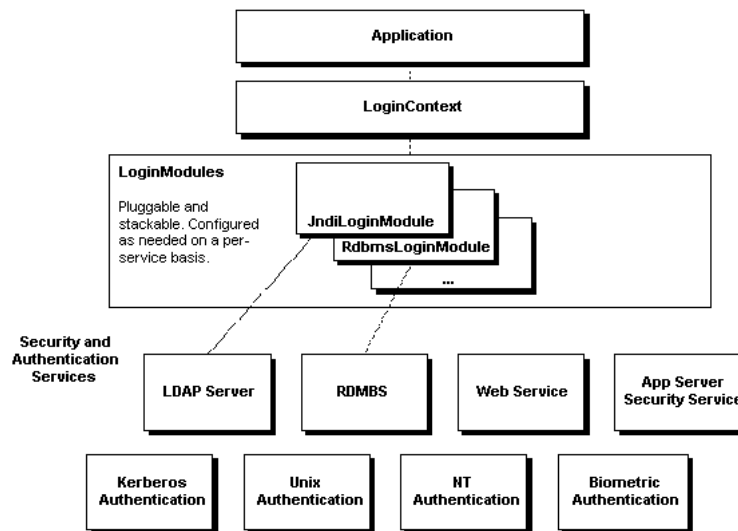 Application
LoginContext
LoginModules
Pluggable and
stackable. Configured
as needed on a per-
service basis.
JndiLoginModule
RdbmsLoginModule
...
Security and
Authentication
Services
LDAP Server
RDMBS
Web Service
App Server
Security Service
Kerberos
Authentication
Unix
Authentication
NT
Authentication
Biometric
Authentication